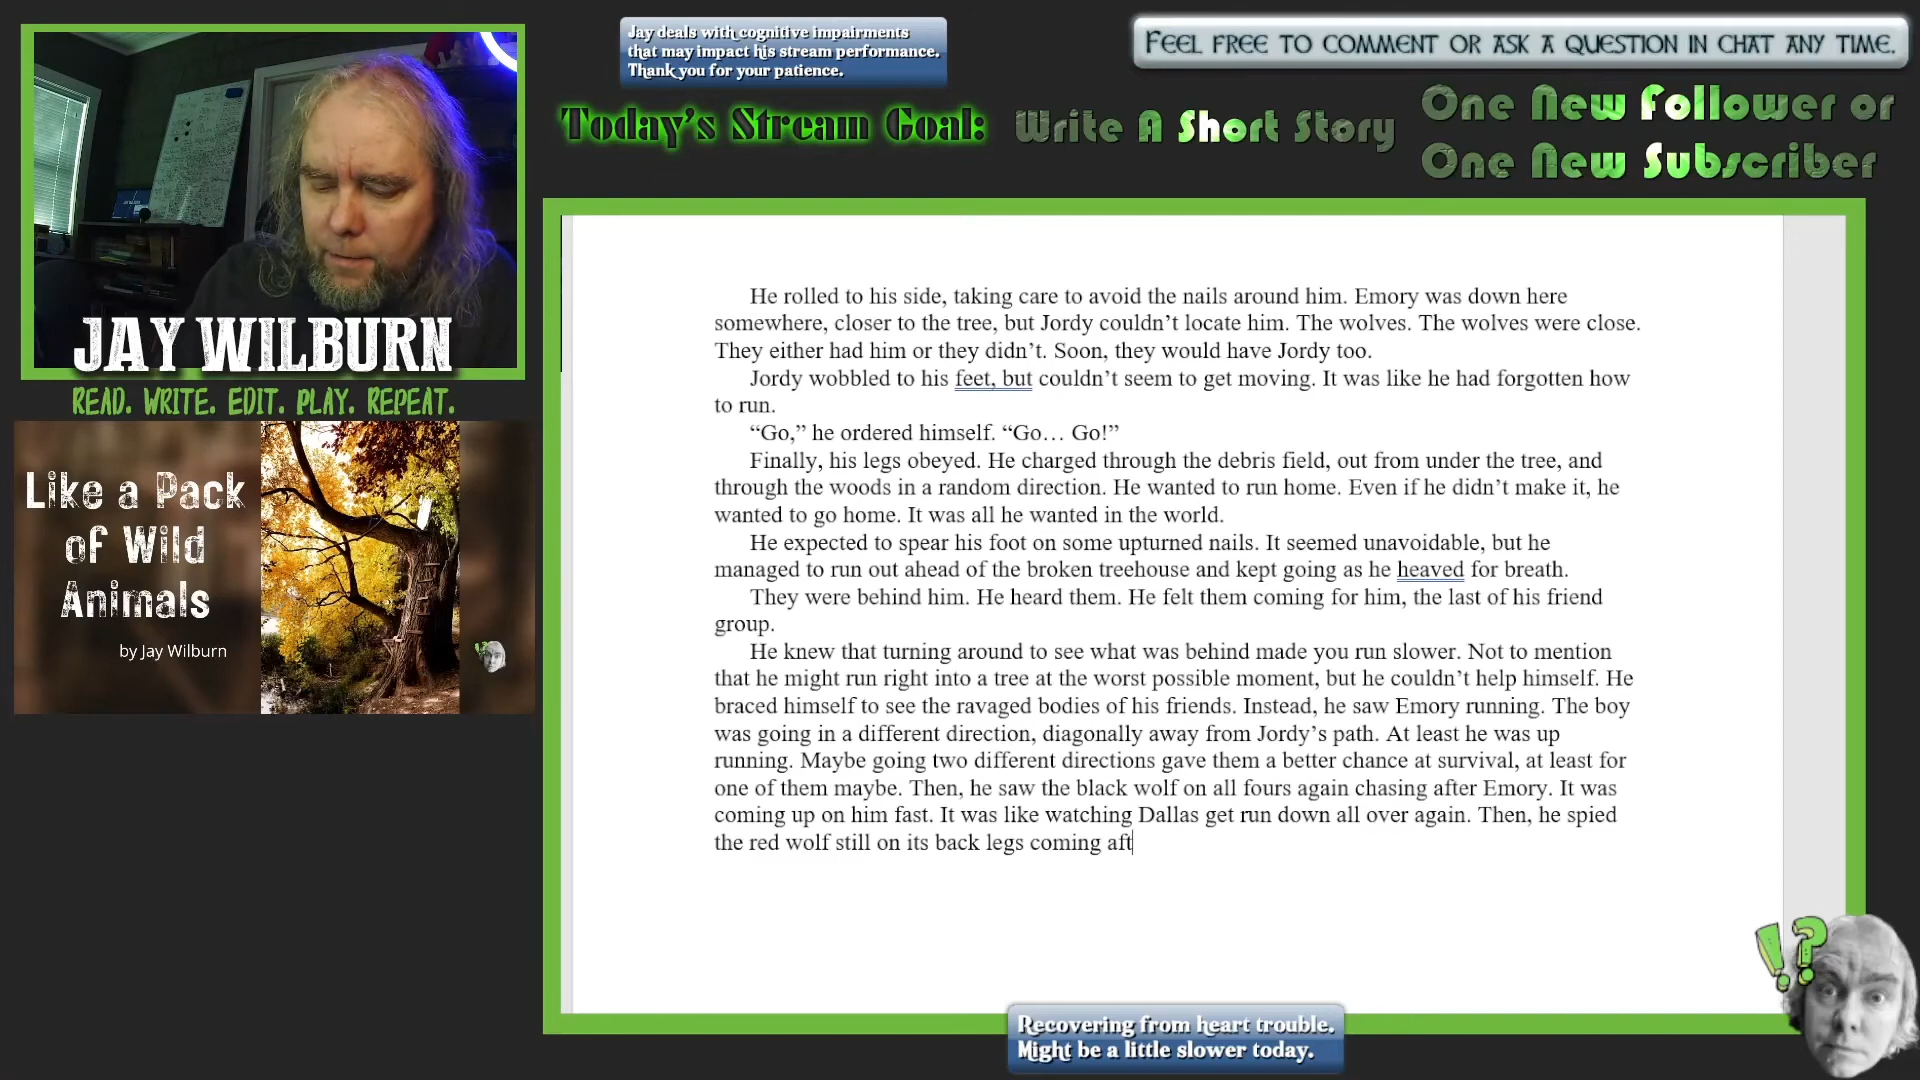 Jay deals with cognitive impairments
that may impact his stream performance.
Thank you for your patience.
Feel free to comment or ask a question in chat any time.
Today's Stream Goal:
Write A Short Story
One New Follower or
One New Subscriber
JAY WILBURN
READ. WRITE. EDIT. PLAY. REPEAT.
Like a Pack
of Wild
Animals
by Jay Wilburn
He rolled to his side, taking care to avoid the nails around him. Emory was down here
somewhere, closer to the tree, but Jordy couldn’t locate him. The wolves. The wolves were close.
They either had him or they didn’t. Soon, they would have Jordy too.
Jordy wobbled to his feet, but couldn’t seem to get moving. It was like he had forgotten how
to run.
“Go,” he ordered himself. “Go… Go!”
Finally, his legs obeyed. He charged through the debris field, out from under the tree, and
through the woods in a random direction. He wanted to run home. Even if he didn’t make it, he
wanted to go home. It was all he wanted in the world.
He expected to spear his foot on some upturned nails. It seemed unavoidable, but he
managed to run out ahead of the broken treehouse and kept going as he heaved for breath.
They were behind him. He heard them. He felt them coming for him, the last of his friend
group.
He knew that turning around to see what was behind made you run slower. Not to mention
that he might run right into a tree at the worst possible moment, but he couldn’t help himself. He
braced himself to see the ravaged bodies of his friends. Instead, he saw Emory running. The boy
was going in a different direction, diagonally away from Jordy’s path. At least he was up
running. Maybe going two different directions gave them a better chance at survival, at least for
one of them maybe. Then, he saw the black wolf on all fours again chasing after Emory. It was
coming up on him fast. It was like watching Dallas get run down all over again. Then, he spied
the red wolf still on its back legs coming aft
!?
Recovering from heart trouble.
Might be a little slower today.